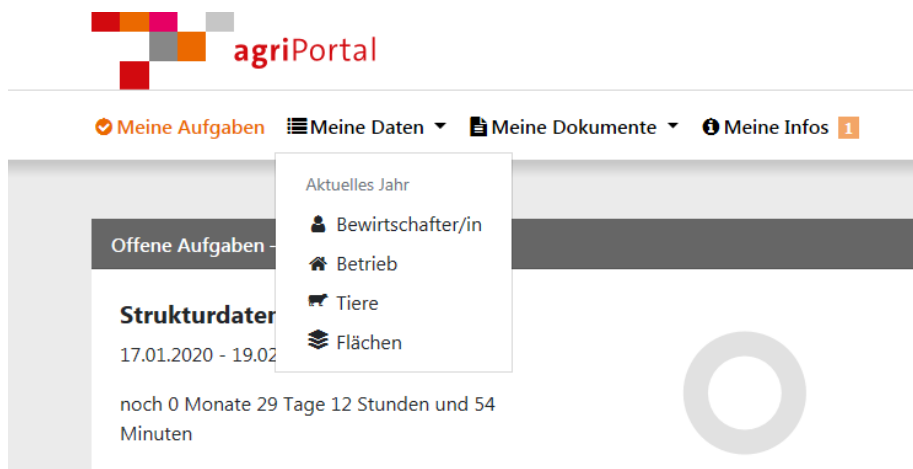 agriPortal
Meine Aufgaben Meine Daten Meine Dokumente Meine Infos 1
Aktuelles Jahr
Bewirtschafter/in
Betrieb
Tiere
Flächen
Offene Aufgaben -
Strukturdaten
17.01.2020 - 19.02
noch 0 Monate 29 Tage 12 Stunden und 54
Minuten